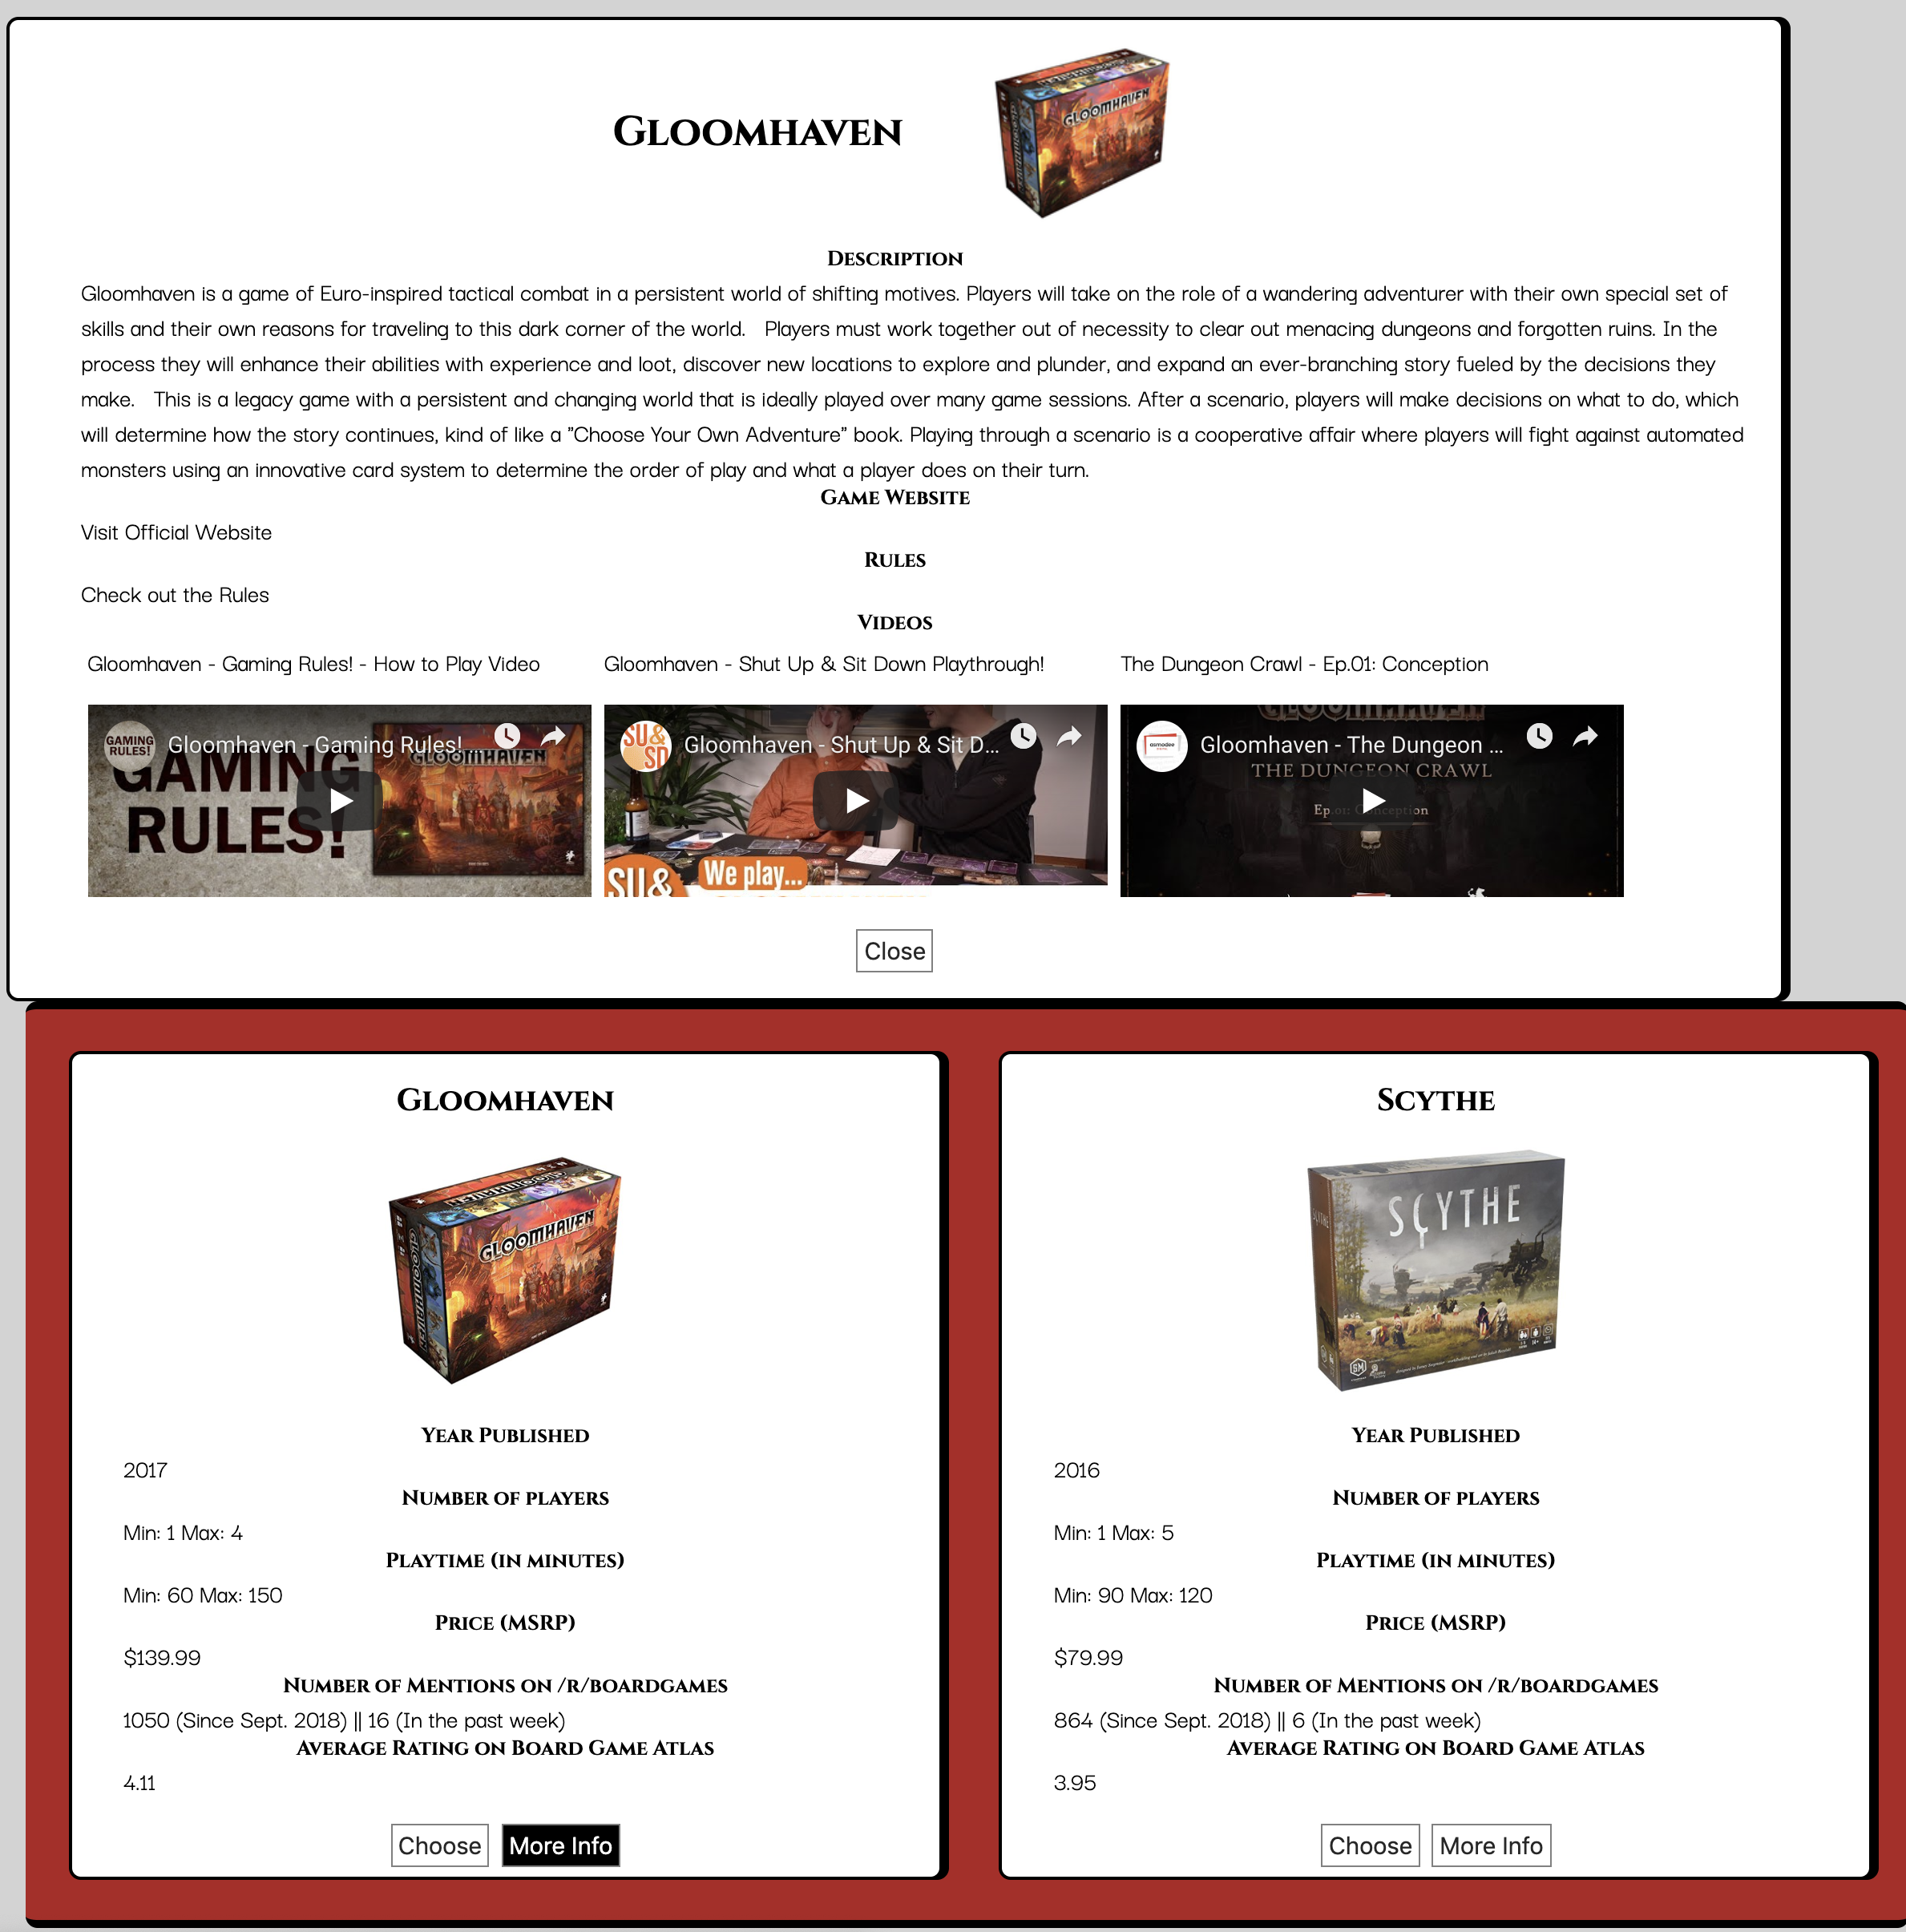 Gloomhaven
GLOOMHAVEN
Description
Gloomhaven is a game of Euro-inspired tactical combat in a persistent world of shifting motives. Players will take on the role of a wandering adventurer with their own special set of
skills and their own reasons for traveling to this dark corner of the world. Players must work together out of necessity to clear out menacing dungeons and forgotten ruins. In the
process they will enhance their abilities with experience and loot, discover new locations to explore and plunder, and expand an ever-branching story fueled by the decisions they
make. This is a legacy game with a persistent and changing world that is ideally played over many game sessions. After a scenario, players will make decisions on what to do, which
will determine how the story continues, kind of like a "Choose Your Own Adventure" book. Playing through a scenario is a cooperative affair where players will fight against automated
monsters using an innovative card system to determine the order of play and what a player does on their turn.
Game Website
Visit Official Website
Rules
Check out the Rules
Videos
Gloomhaven - Gaming Rules! - How to Play Video
GAMING
RULES!
Gloomhaven - Gaming Rules!
GAMING
RULES!
GLOOMHAVEN
Gloomhaven - Shut Up & Sit Down Playthrough!
SU&
SD
Gloomhaven - Shut Up & Sit D...
SU&
We play...
The Dungeon Crawl - Ep.01: Conception
asmodee
Gloomhaven - The Dungeon ...
GLOOMHAVEN
THE DUNGEON CRAWL
Ep.01: Conception
Close
Gloomhaven
GLOOMHAVEN
GLOOMHAVEN
GLOOMHAVEN
Year Published
2017
Number of players
Min: 1 Max: 4
Playtime (in minutes)
Min: 60 Max: 150
Price (MSRP)
$139.99
Number of Mentions on /r/boardgames
1050 (Since Sept. 2018) || 16 (In the past week)
Average Rating on Board Game Atlas
4.11
Choose
More Info
Scythe
SCYTHE
SCYTHE
SM
Year Published
2016
Number of players
Min: 1 Max: 5
Playtime (in minutes)
Min: 90 Max: 120
Price (MSRP)
$79.99
Number of Mentions on /r/boardgames
864 (Since Sept. 2018) || 6 (In the past week)
Average Rating on Board Game Atlas
3.95
Choose
More Info